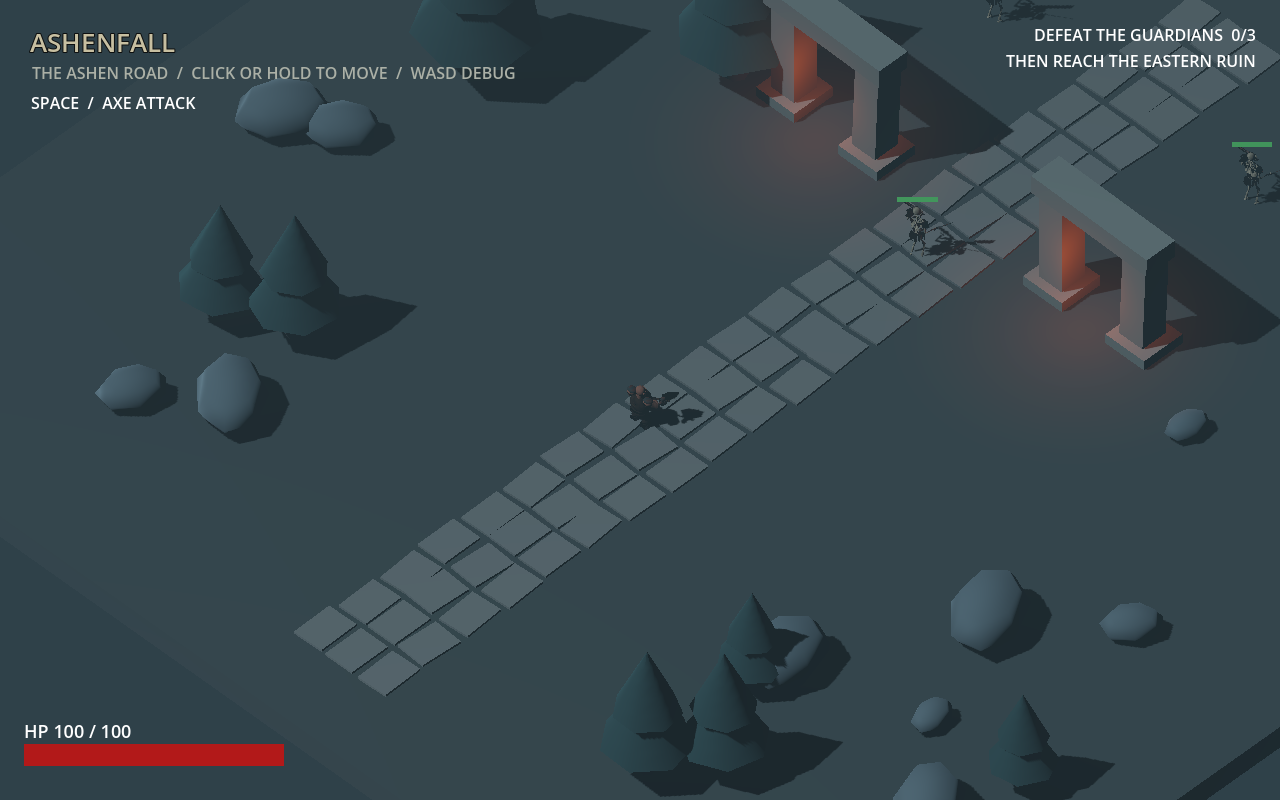 ASHENFALL
THE ASHEN ROAD / CLICK OR HOLD TO MOVE / WASD DEBUG
SPACE / AXE ATTACK
DEFEAT THE GUARDIANS 0/3
THEN REACH THE EASTERN RUIN
HP 100 / 100